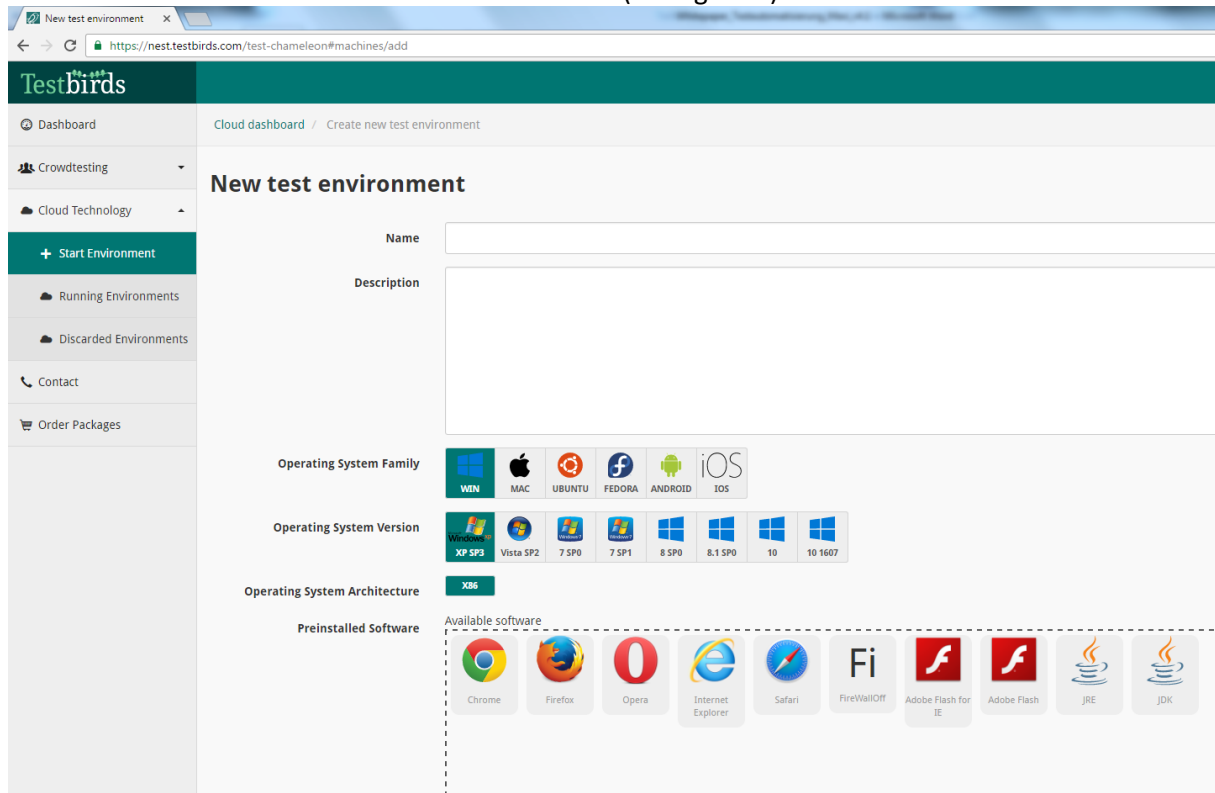 New test environment
https://nest.testbirds.com/test-chameleon#machines/add
Testbirds
Dashboard
Crowdtesting
Cloud Technology
Start Environment
Running Environments
Discarded Environments
Contact
Order Packages
Cloud dashboard / Create new test environment
New test environment
Name
Description
Operating System Family
WIN MAC UBUNTU FEDORA ANDROID iOS IOS
Operating System Version
XP SP3 Vista SP2 7 SP0 7 SP1 8 SP0 8.1 SP0 10 10 1607
Operating System Architecture
X86
Preinstalled Software
Available software
Fi
Chrome Firefox Opera Internet Explorer Safari FireWallOff Adobe Flash for IE Adobe Flash JRE JDK